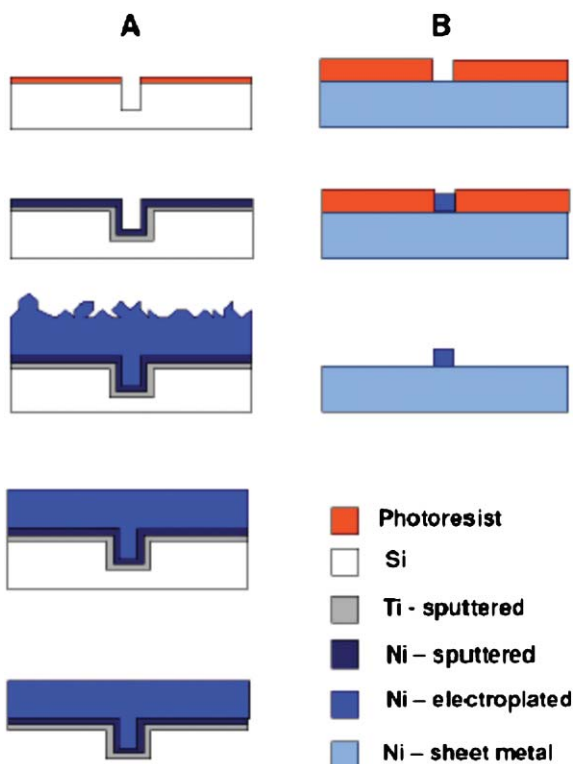 A
B
Photoresist
Si
Ti - sputtered
Ni – sputtered
Ni – electroplated
Ni – sheet metal